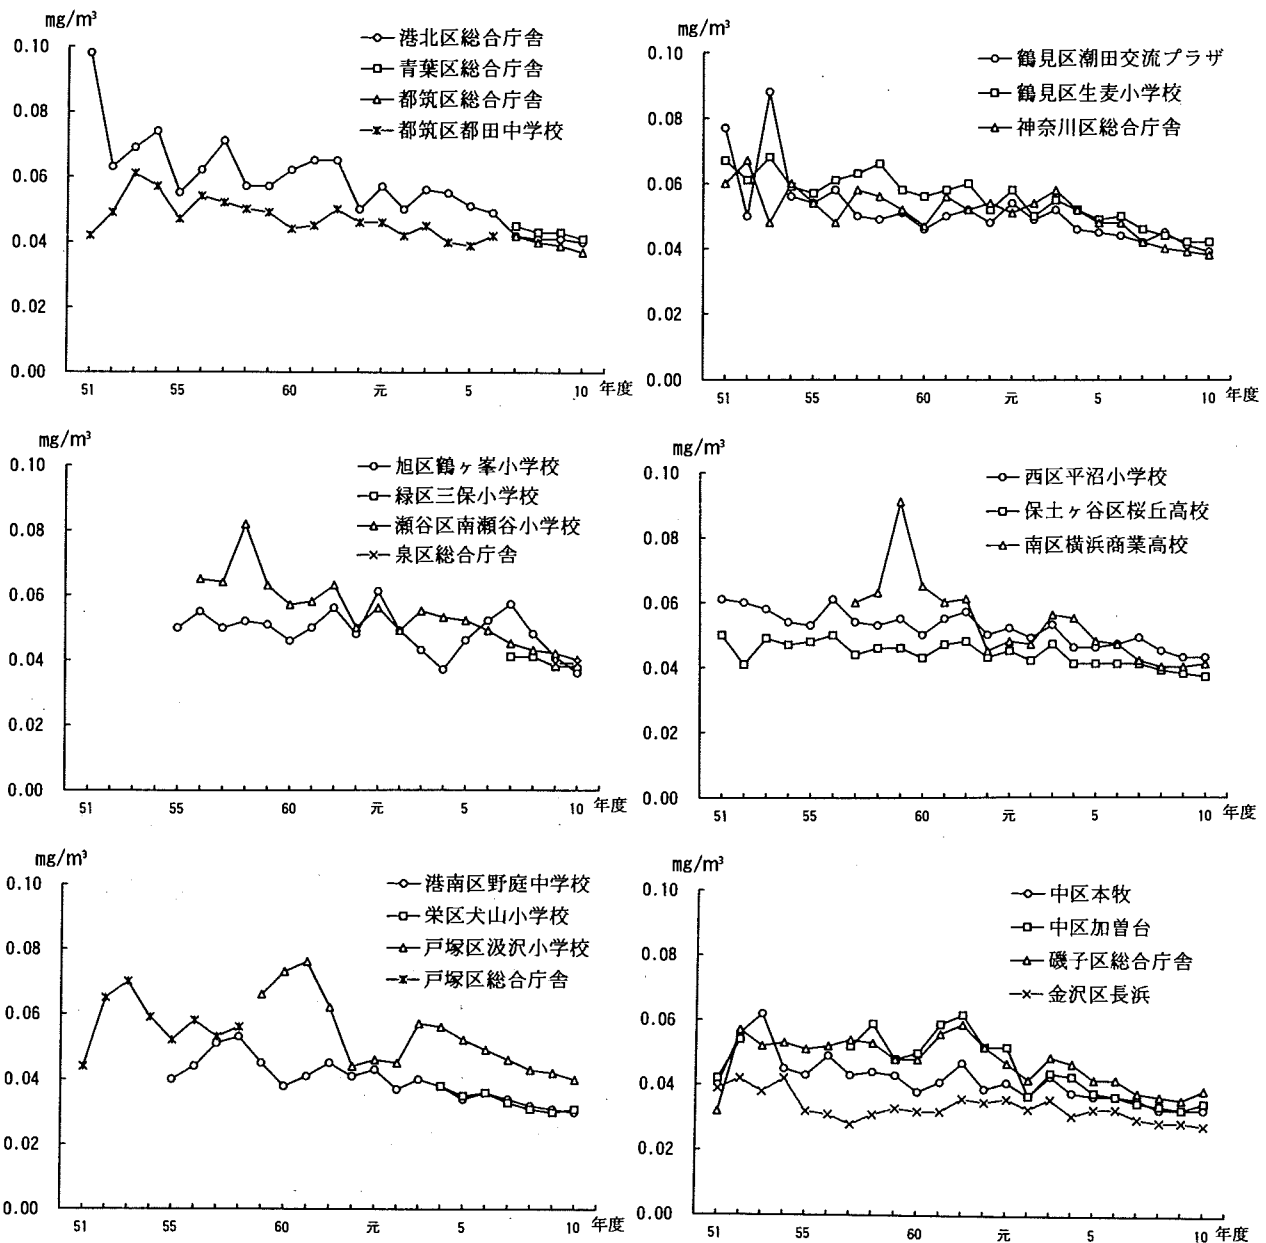 mg/m³
0.10
0.08
0.06
0.04
0.02
0.00
51
55
60
元
5
10
年度
港北区総合庁舎
青葉区総合庁舎
都筑区総合庁舎
都筑区都田中学校
mg/m³
0.10
0.08
0.06
0.04
0.02
0.00
51
55
60
元
5
10
年度
鶴見区潮田交流プラザ
鶴見区生麦小学校
神奈川区総合庁舎
mg/m³
0.10
0.08
0.06
0.04
0.02
0.00
51
55
60
元
5
10
年度
旭区鶴ヶ峯小学校
緑区三保小学校
瀬谷区南瀬谷小学校
泉区総合庁舎
mg/m³
0.10
0.08
0.06
0.04
0.02
0.00
51
55
60
元
5
10
年度
西区平沼小学校
保土ヶ谷区桜丘高校
南区横浜商業高校
mg/m³
0.10
0.08
0.06
0.04
0.02
0.00
51
55
60
元
5
10
年度
港南区野庭中学校
栄区犬山小学校
戸塚区汲沢小学校
戸塚区総合庁舎
mg/m³
0.10
0.08
0.06
0.04
0.02
0.00
51
55
60
元
5
10
年度
中区本牧
中区加曽台
磯子区総合庁舎
金沢区長浜